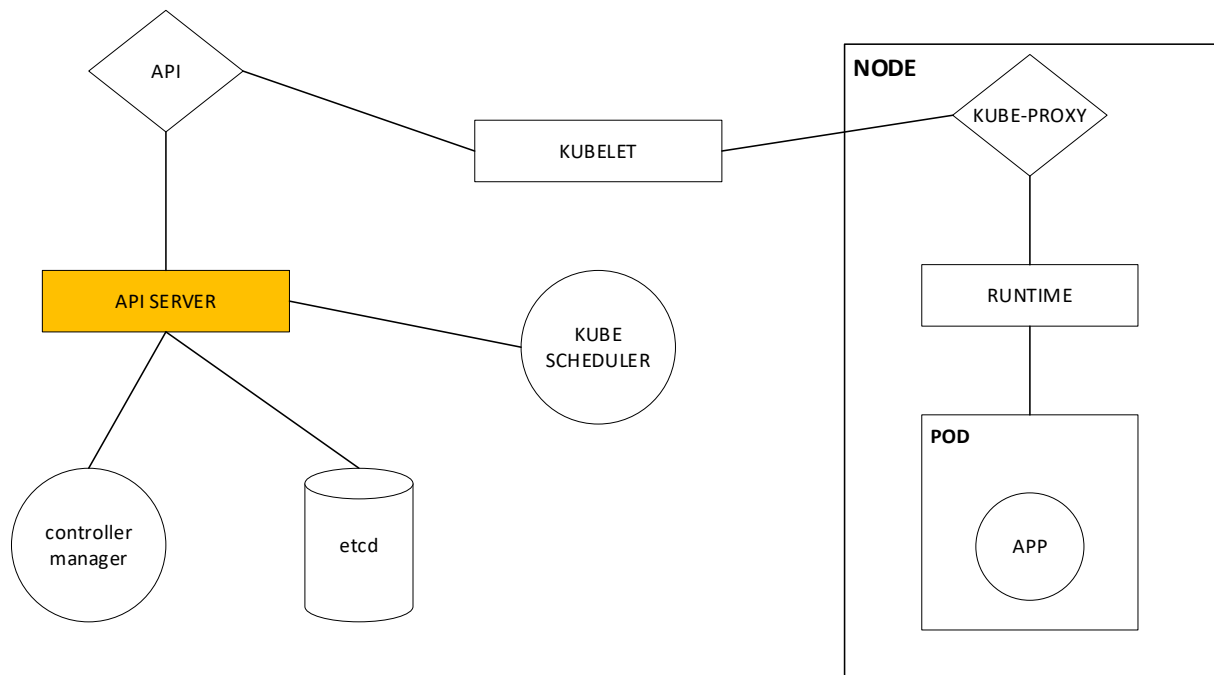 API
NODE
KUBE-PROXY
KUBELET
API SERVER
RUNTIME
KUBE
SCHEDULER
POD
controller
manager
etcd
APP